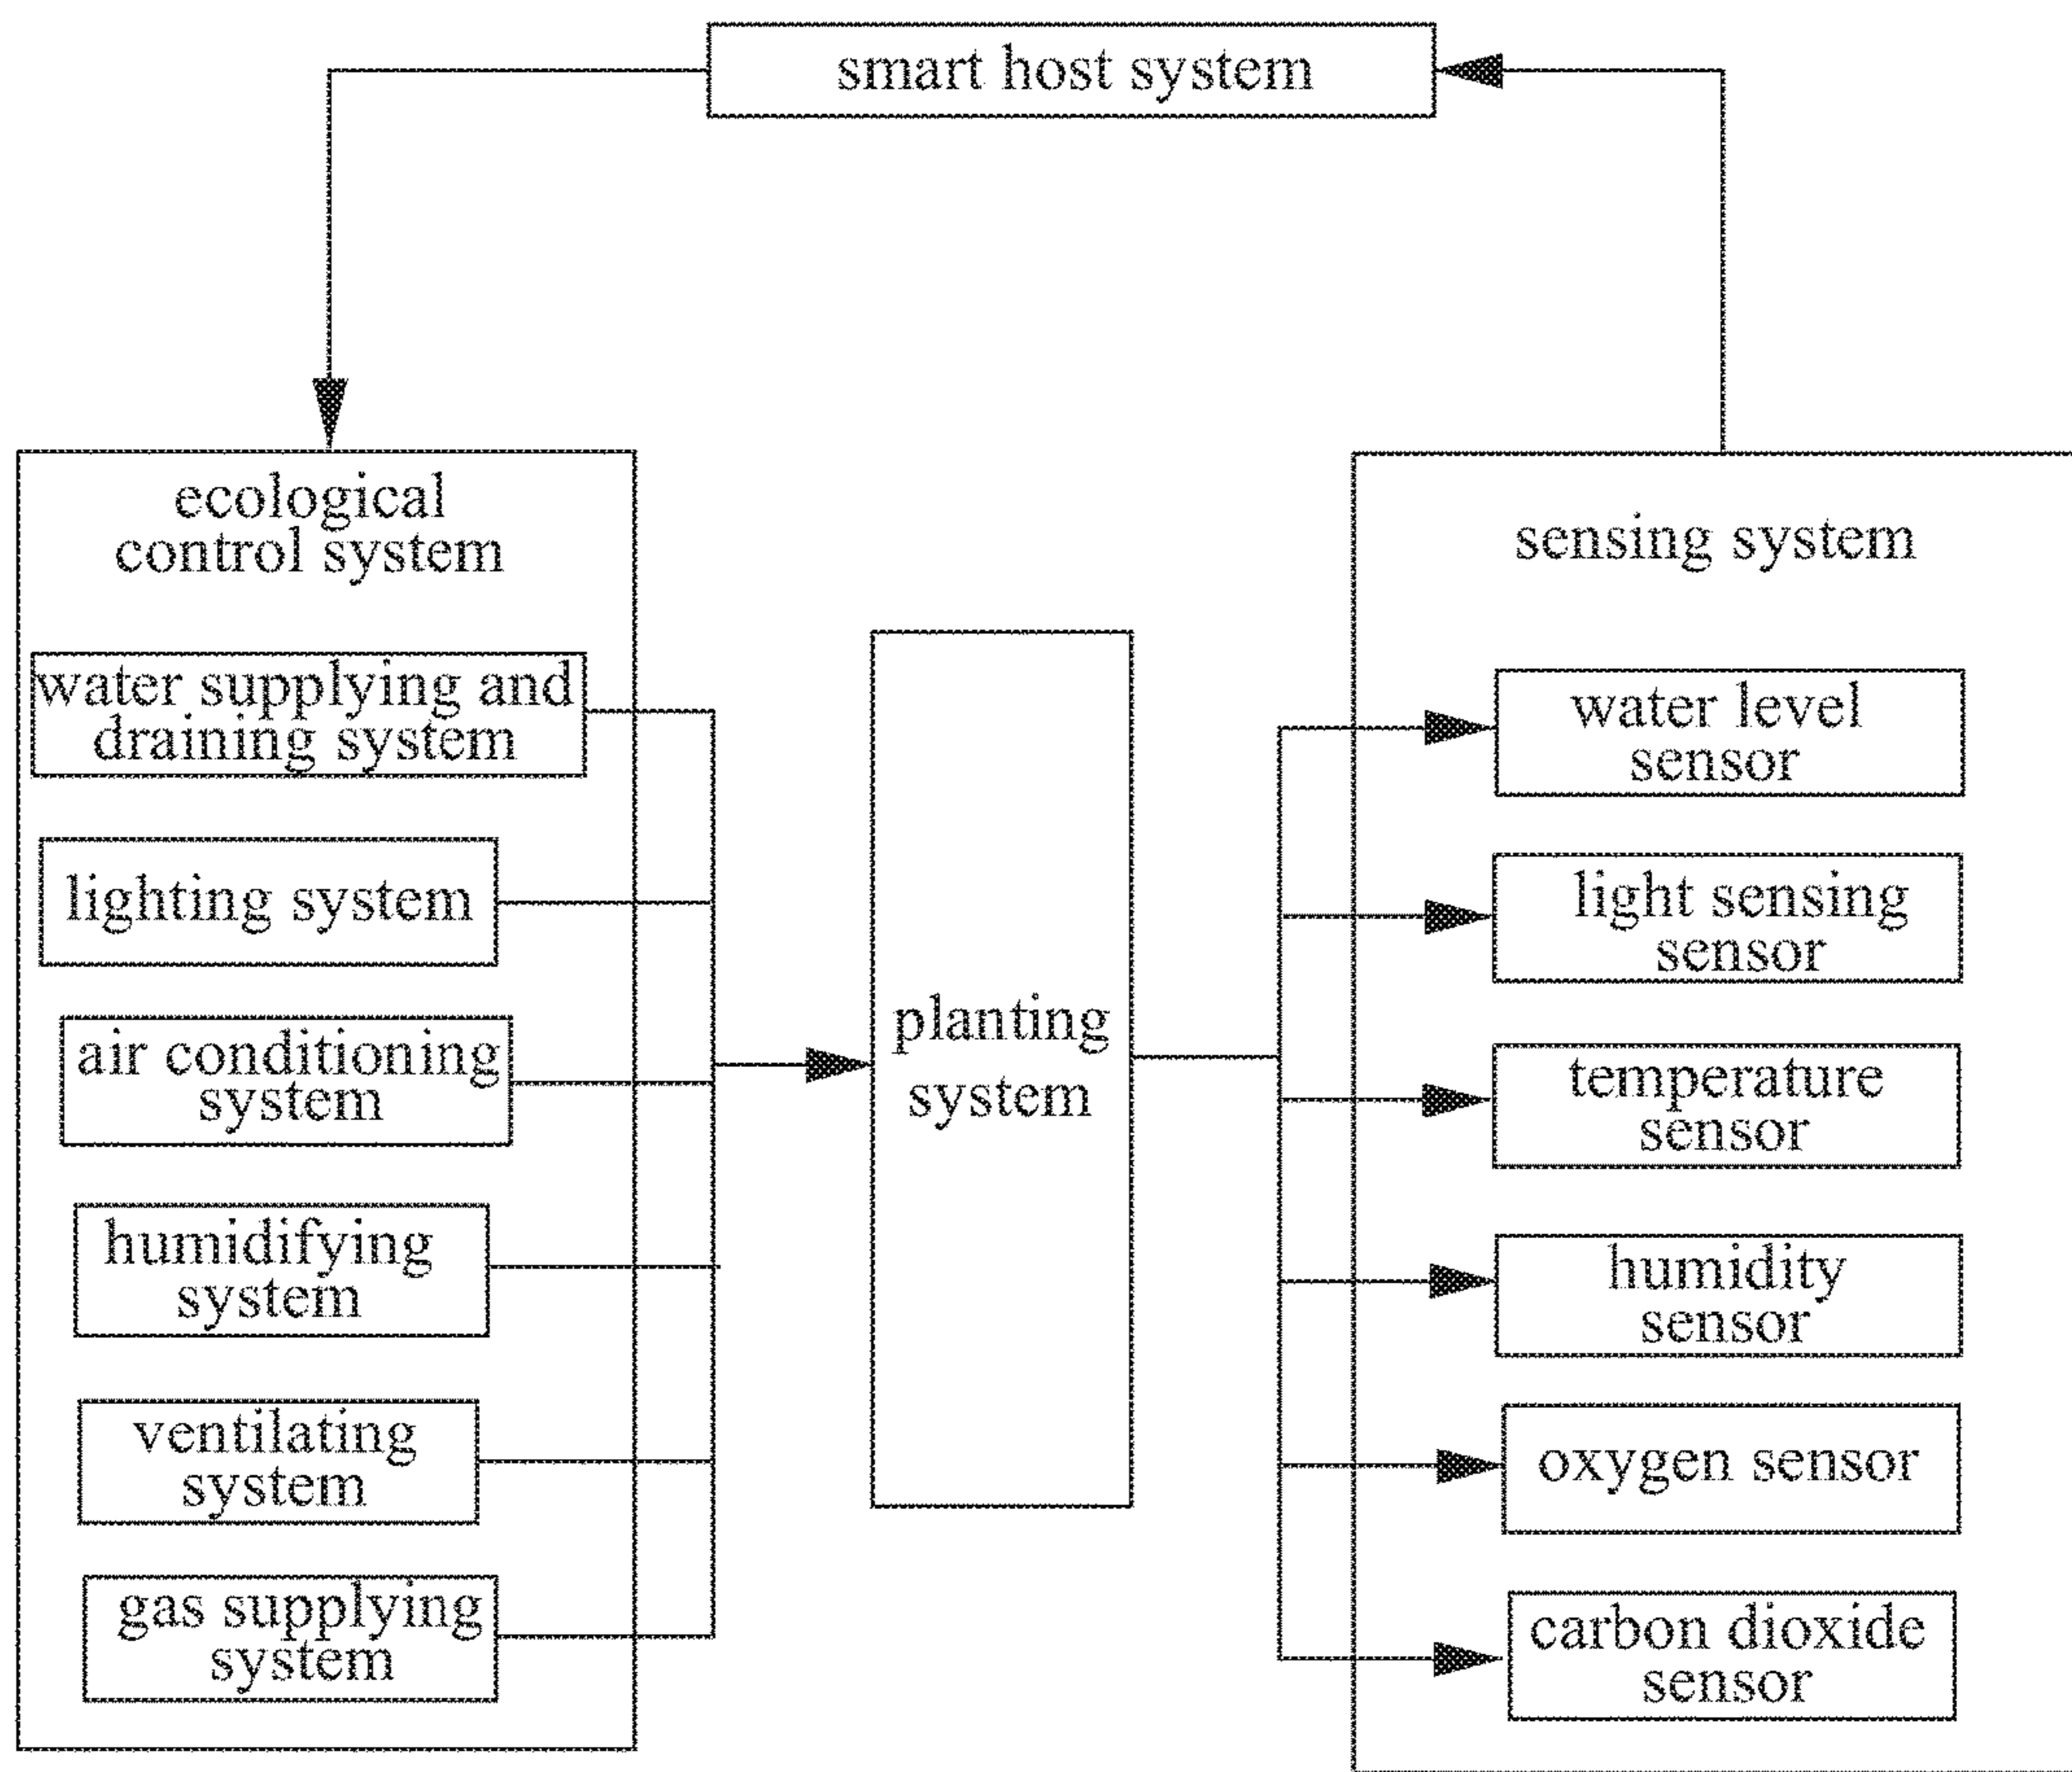 smart host system
ecological
control system
water supplying and
draining system
lighting system
air conditioning
system
humidifying
system
ventilating
system
gas supplying
system
planting
system
sensing system
water level
sensor
light sensing
sensor
temperature
sensor
humidity
sensor
oxygen sensor
carbon dioxide
sensor